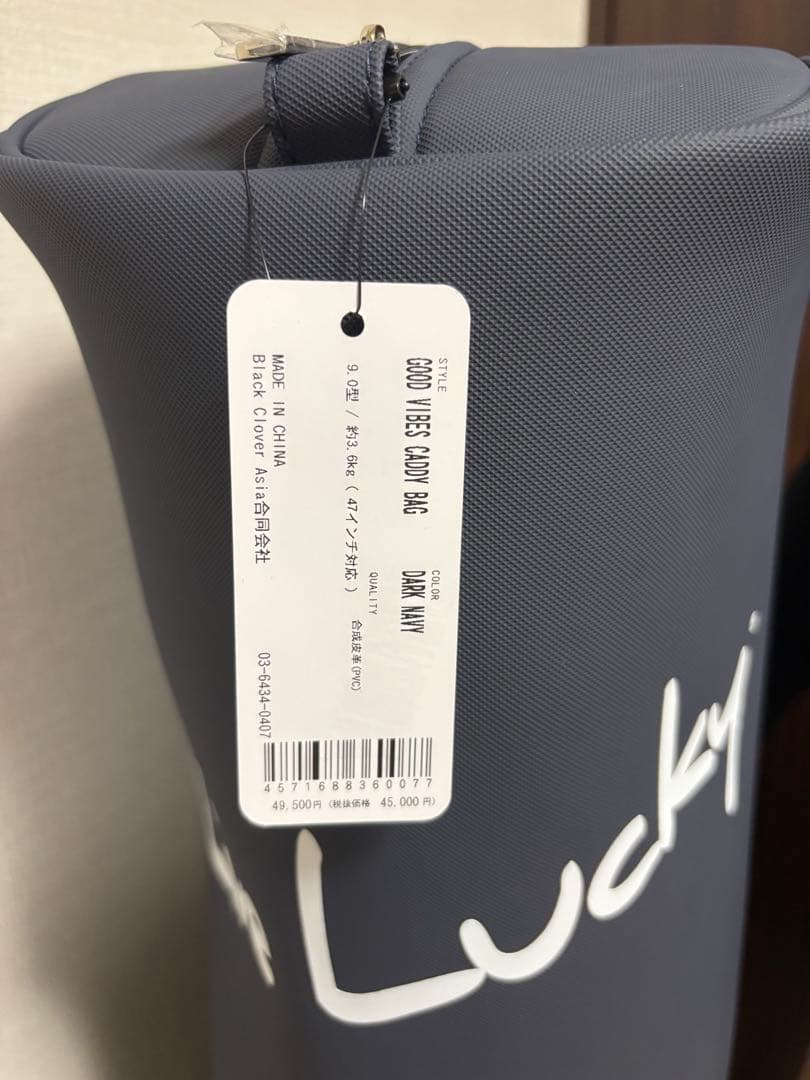 STYLE
GOOD VIBES CADDY BAG
COLOR
DARK NAVY
9.0型 / 約3.6kg ( 47インチ対応 )
QUALITY
合成皮革(PVC)
MADE IN CHINA
Black Clover Asia合同会社
03-6434-0407
4571688360077
49,500円 (税抜価格 45,000円)
Lucky.